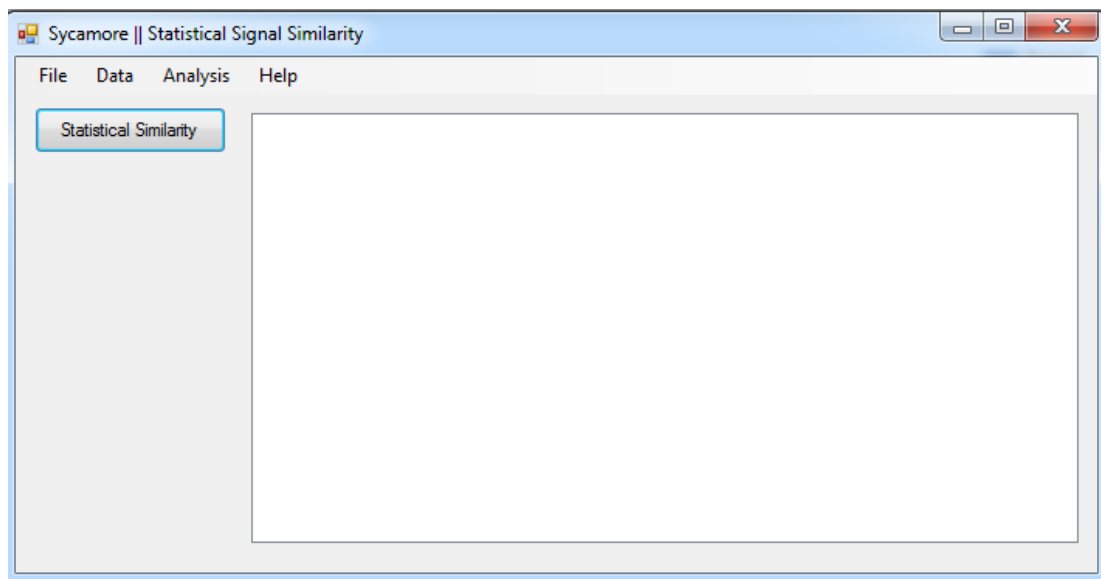 Sycamore || Statistical Signal Similarity
File Data Analysis Help
Statistical Similarity